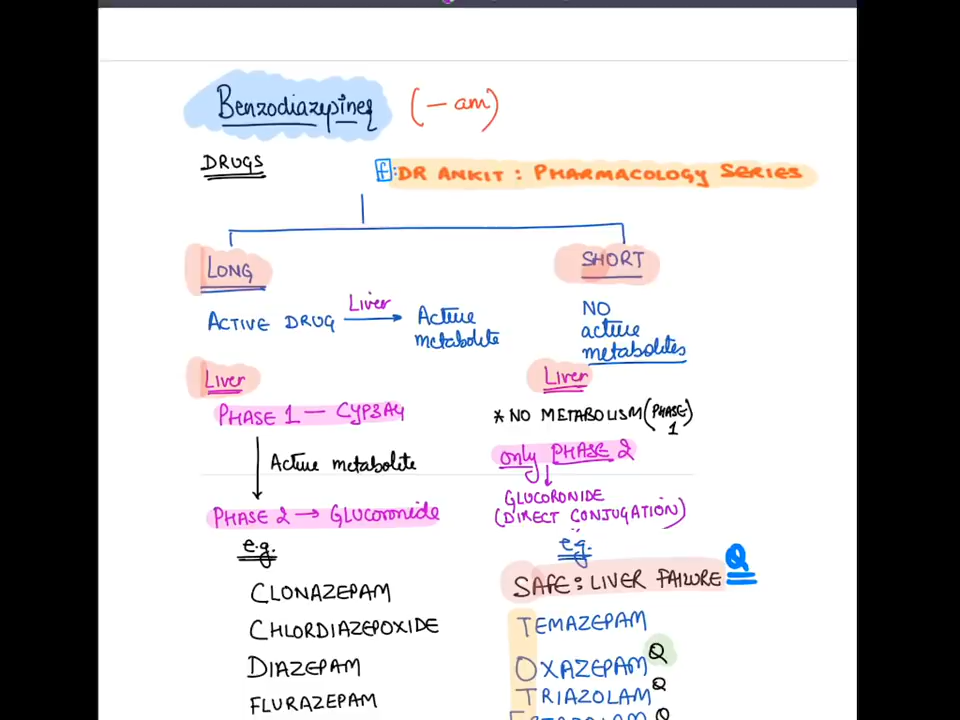 Benzodiazepines (-am)
DRUGS
f: DR ANKIT: PHARMACOLOGY SERIES
LONG
SHORT
ACTIVE DRUG Liver → Active metabolite
NO active metabolites
Liver
PHASE 1 — CYP3A4
Active metabolite
PHASE 2 → Glucoronide
e.g.
CLONAZEPAM
CHLORDIAZEPOXIDE
DIAZEPAM
FLURAZEPAM
Liver
* NO METABOLISM (PHASE 1)
only PHASE 2
GLUCORONIDE
(DIRECT CONJUGATION)
e.g.
SAFE: LIVER FAILURE Q
TEMAZEPAM
OXAZEPAM Q
TRIAZOLAM Q